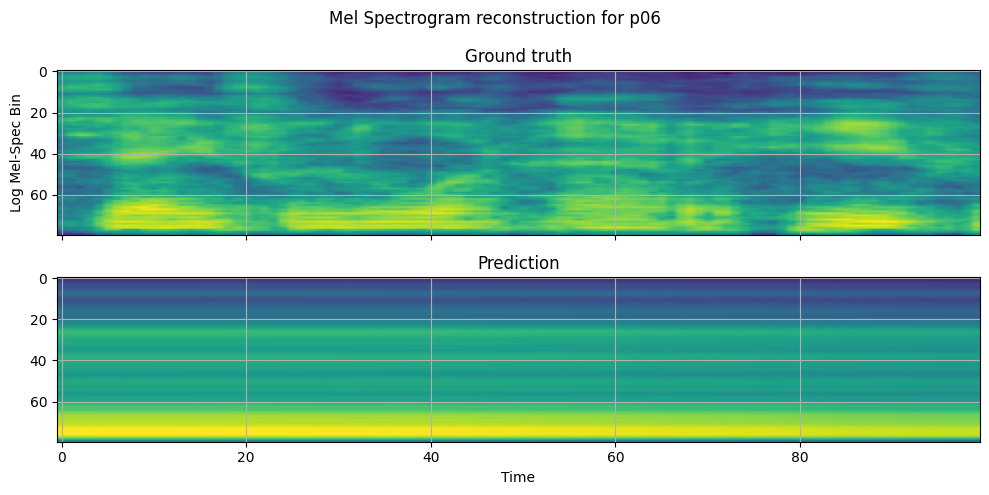 Mel Spectrogram reconstruction for p06
Ground truth
Log Mel-Spec Bin
0
20
40
60
Prediction
0
20
40
60
0 20 40 60 80
Time